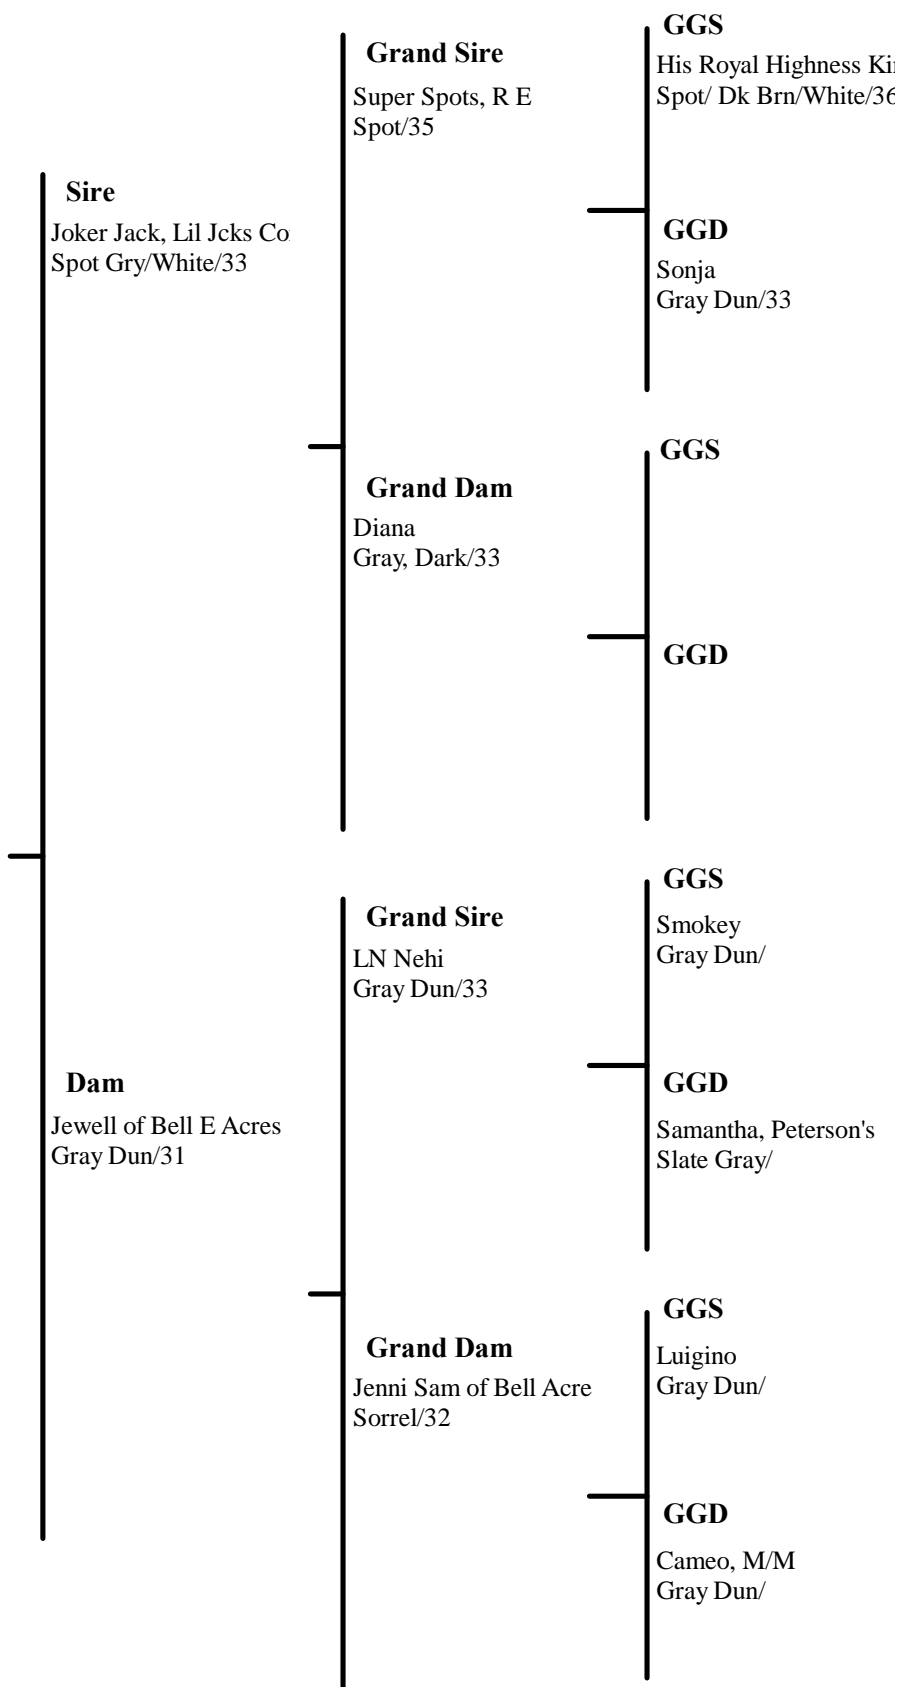 Sire
Joker Jack, Lil Jcks Co
Spot Gry/White/33
Dam
Jewell of Bell E Acres
Gray Dun/31
Grand Sire
Super Spots, R E
Spot/35
Grand Dam
Diana
Gray, Dark/33
Grand Sire
LN Nehi
Gray Dun/33
Grand Dam
Jenni Sam of Bell Acre
Sorrel/32
GGS
His Royal Highness
Spot/ Dk Brn/White/36
GGD
Sonja
Gray Dun/33
GGS
GGD
GGS
Smokey
Gray Dun/
GGD
Samantha, Peterson's
Slate Gray/
GGS
Luigino
Gray Dun/
GGD
Cameo, M/M
Gray Dun/